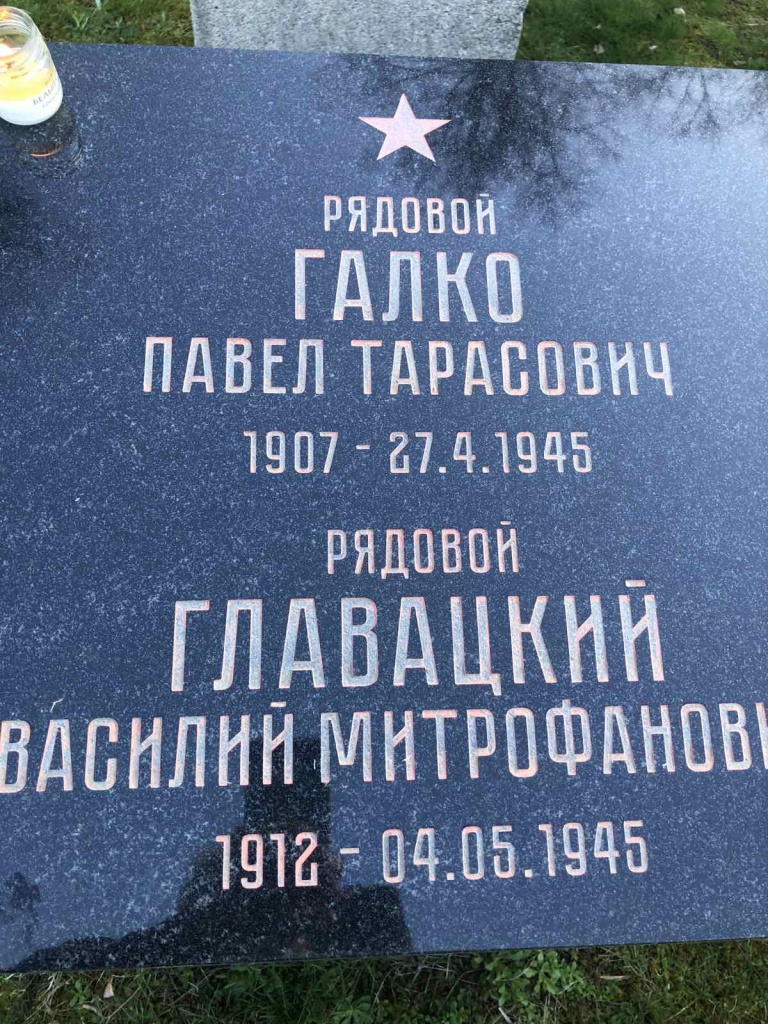 РЯДОВОЙ
ГАЛКО
ПАВЕЛ ТАРАСОВИЧ
1907 - 27.4.1945
РЯДОВОЙ
ГЛАВАЦКИЙ
ВАСИЛИЙ МИТРОФАНОВИ
1912 - 04.05.1945